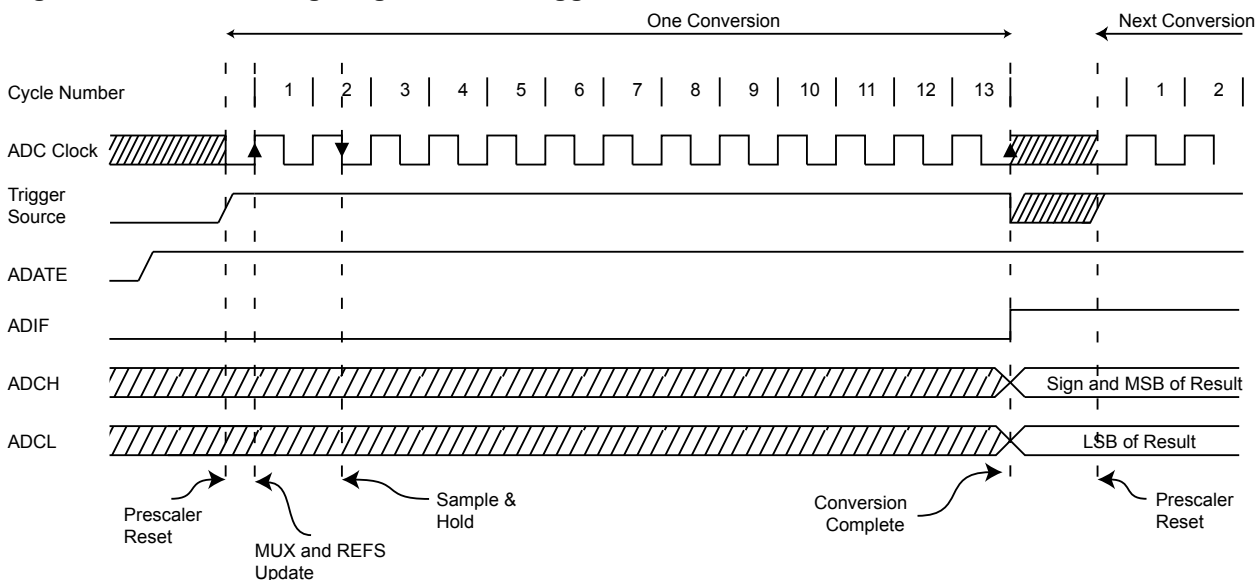 One Conversion
Next Conversion
Cycle Number
1 2 3 4 5 6 7 8 9 10 11 12 13 1 2
ADC Clock
Trigger
Source
ADATE
ADIF
ADCH
Sign and MSB of Result
ADCL
LSB of Result
Prescaler
Reset
MUX and REFS
Update
Sample &
Hold
Conversion
Complete
Prescaler
Reset